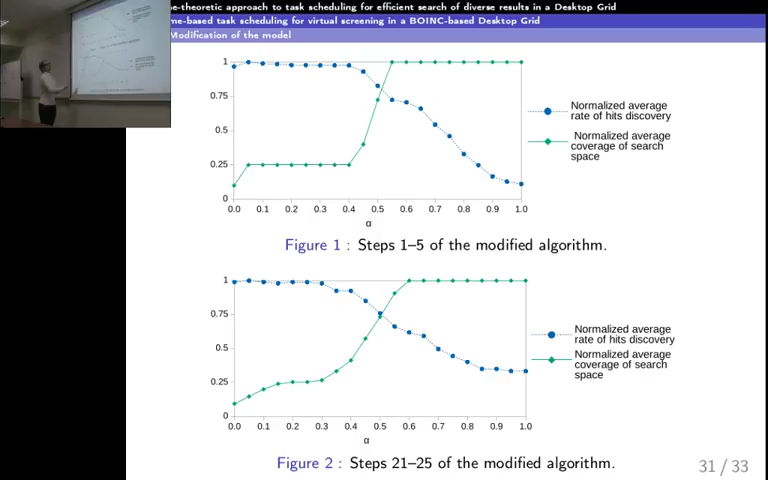 me-theoretic approach to task scheduling for efficient search of diverse results in a Desktop Grid
me-based task scheduling for virtual screening in a BOINC-based Desktop Grid
Modification of the model
1
0.75
0.5
0.25
0
0.0 0.1 0.2 0.3 0.4 0.5 0.6 0.7 0.8 0.9 1.0
α
Normalized average
rate of hits discovery
Normalized average
coverage of search
space
Figure 1 : Steps 1–5 of the modified algorithm.
1
0.75
0.5
0.25
0
0.0 0.1 0.2 0.3 0.4 0.5 0.6 0.7 0.8 0.9 1.0
α
Normalized average
rate of hits discovery
Normalized average
coverage of search
space
Figure 2 : Steps 21–25 of the modified algorithm.
31 / 33